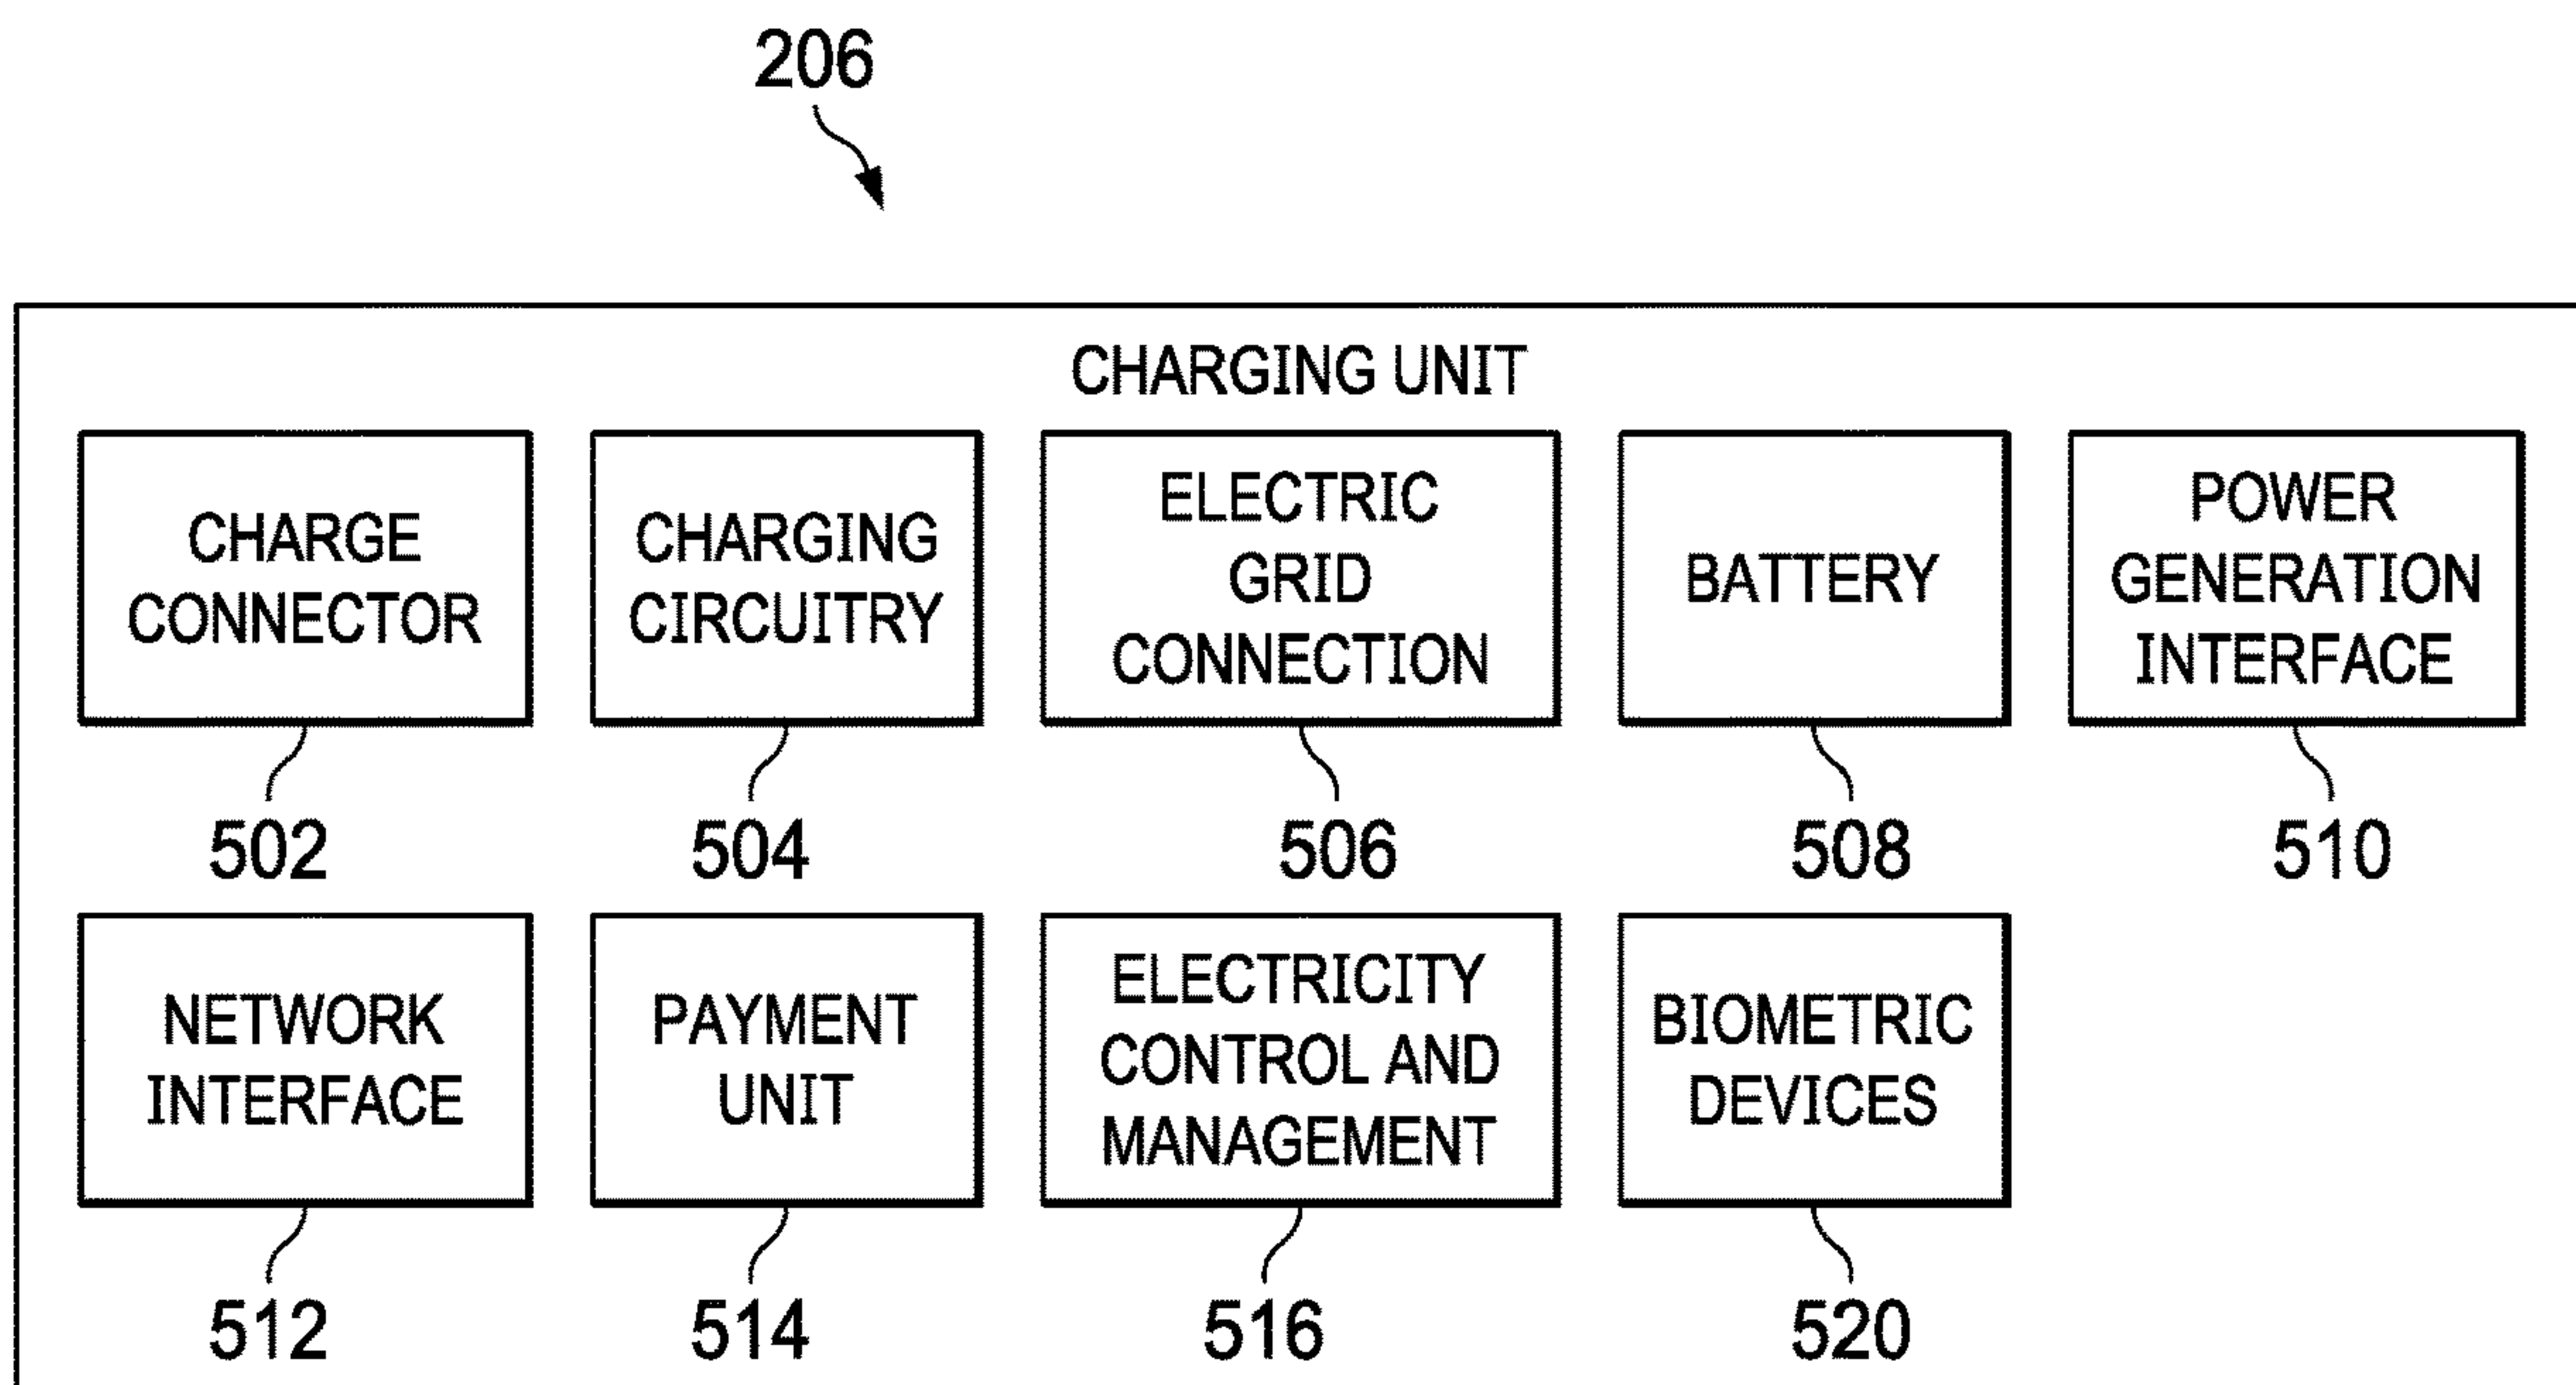 206
CHARGING UNIT
CHARGE
CONNECTOR
CHARGING
CIRCUITRY
ELECTRIC
GRID
CONNECTION
BATTERY
POWER
GENERATION
INTERFACE
502
504
506
508
510
NETWORK
INTERFACE
PAYMENT
UNIT
ELECTRICITY
CONTROL AND
MANAGEMENT
BIOMETRIC
DEVICES
512
514
516
520